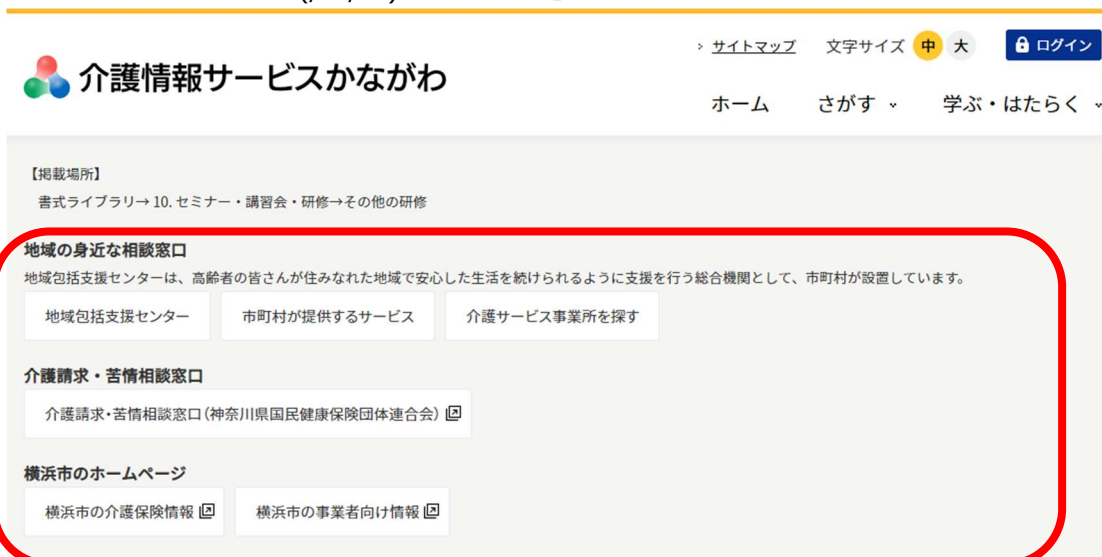 サイトマップ 文字サイズ 中 大 ログイン
介護情報サービスかながわ
ホーム さがす 学ぶ・はたらく
【掲載場所】
書式ライブラリ→10.セミナー・講習会・研修→その他の研修
地域の身近な相談窓口
地域包括支援センターは、高齢者の皆さんが住みなれた地域で安心した生活を続けられるように支援を行う総合機関として、市町村が設置しています。
地域包括支援センター 市町村が提供するサービス 介護サービス事業所を探す
介護請求・苦情相談窓口
介護請求・苦情相談窓口(神奈川県国民健康保険団体連合会)
横浜市のホームページ
横浜市の介護保険情報 横浜市の事業者向け情報